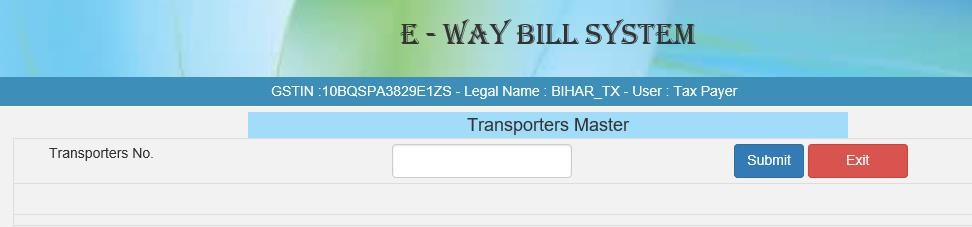 E - WAY BILL SYSTEM
GSTIN :10BQSPA3829E1ZS - Legal Name : BIHAR_TX - User : Tax Payer
Transporters Master
Transporters No. Submit Exit